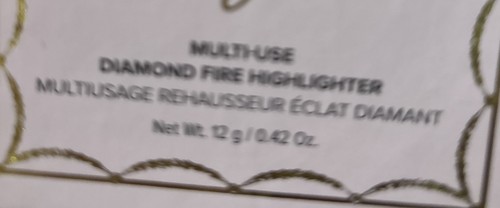 MULTI-USE
DIAMOND FIRE HIGHLIGHTER
MULTIUSAGE REHAUSSEUR ÉCLAT DIAMANT
Net Wt. 12 g / 0.42 Oz.